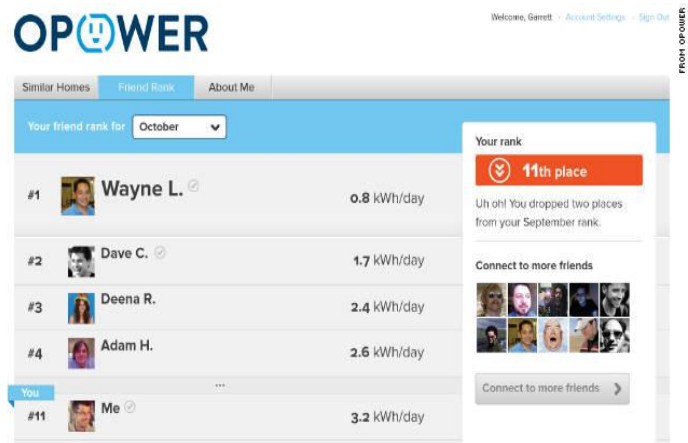 OPOWER
Welcome, Garrett
Account Settings
Sign Out
FROM OPOWER
Similar Homes
Friend Rank
About Me
Your friend rank for
October
#1
Wayne L.
0.8 kWh/day
#2
Dave C.
1.7 kWh/day
#3
Deena R.
2.4 kWh/day
#4
Adam H.
2.6 kWh/day
...
You
#11
Me
3.2 kWh/day
Your rank
11th place
Uh oh! You dropped two places
from your September rank.
Connect to more friends
Connect to more friends